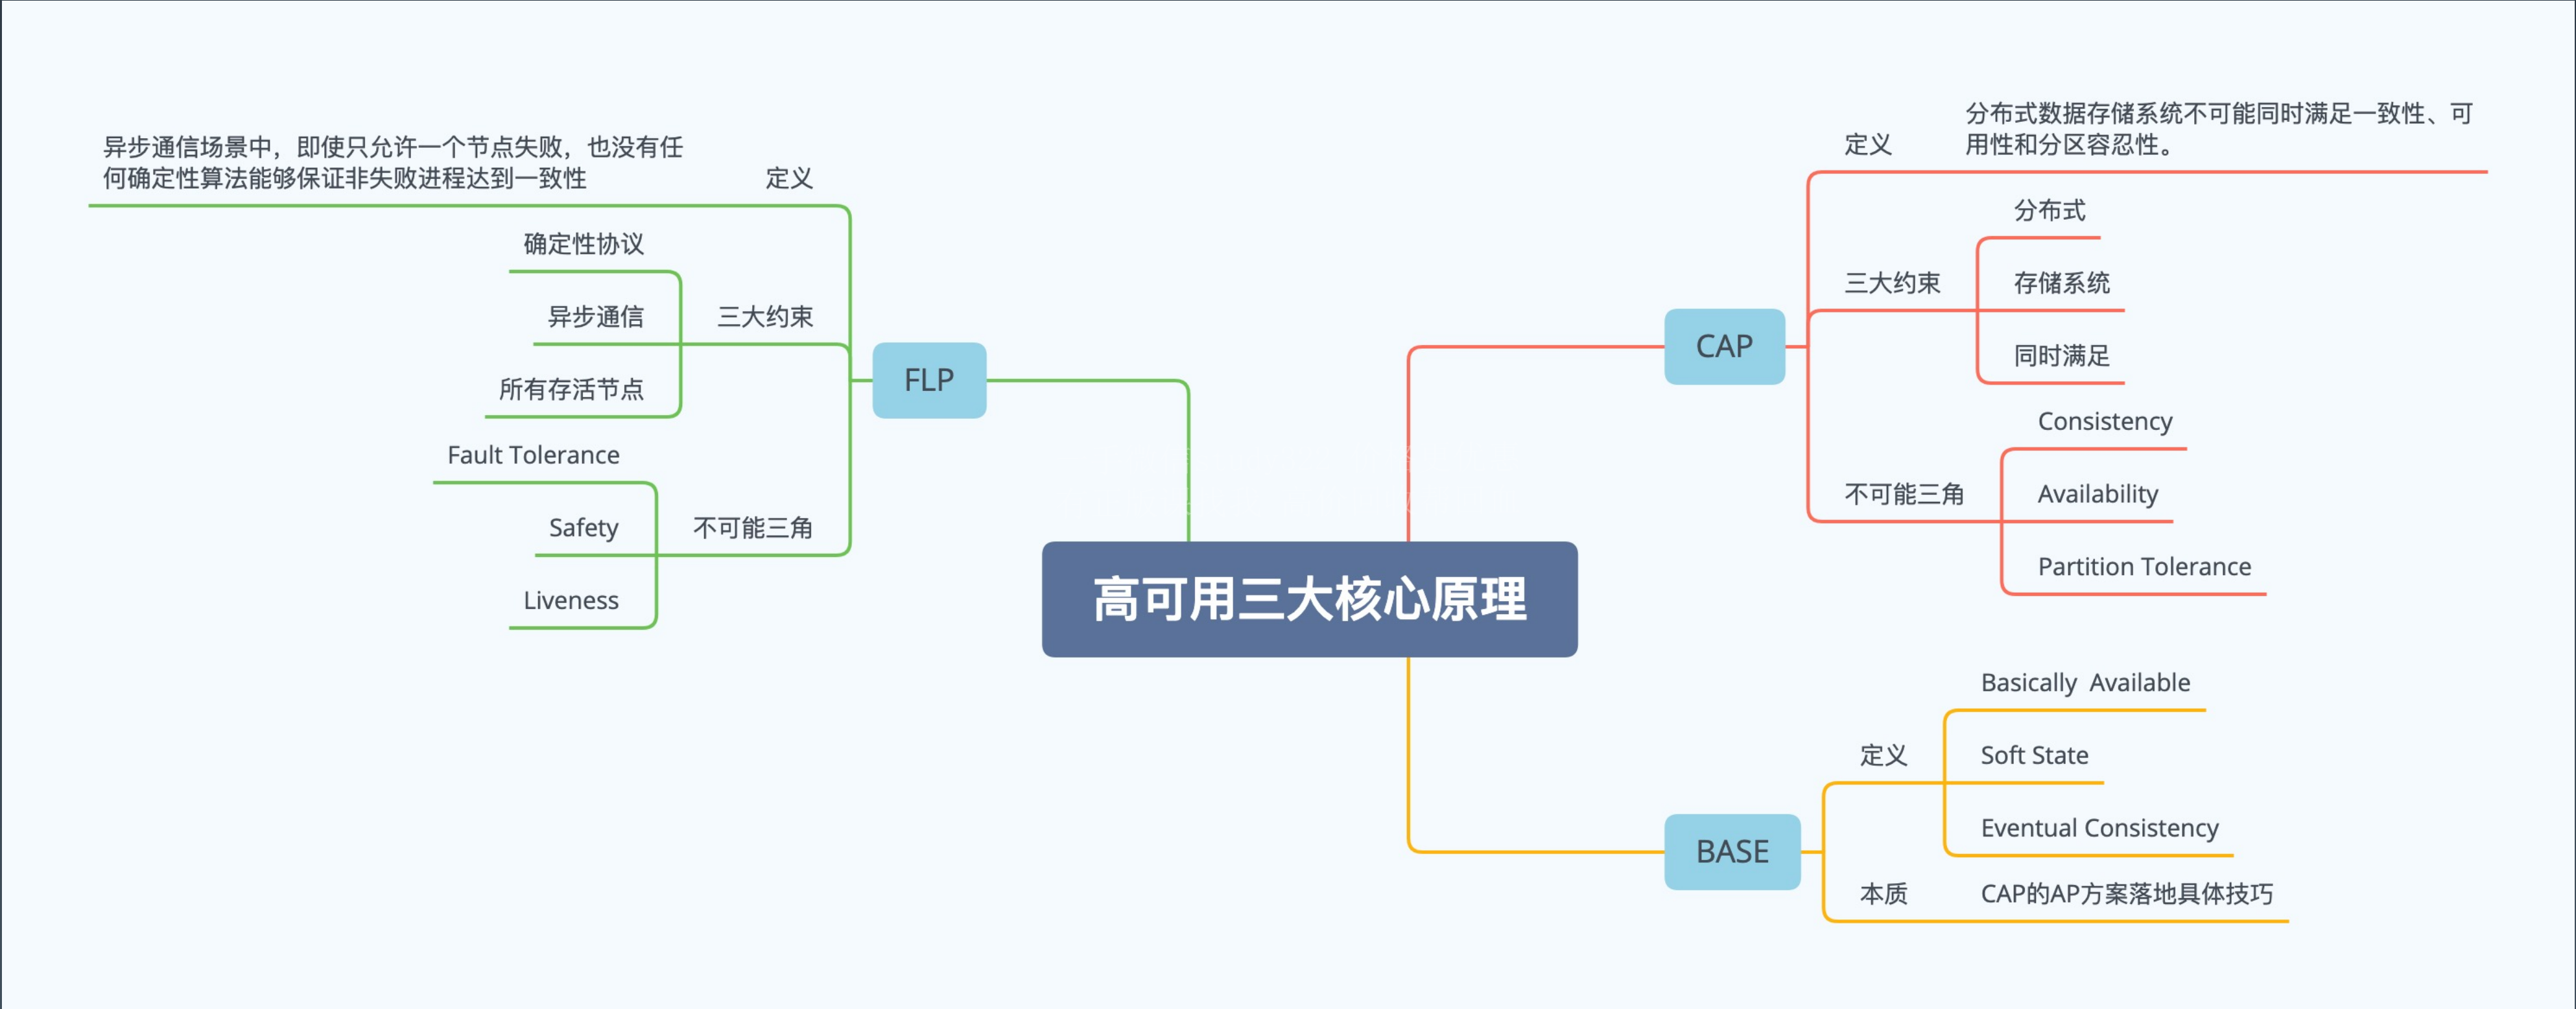 高可用三大核心原理
FLP
定义
异步通信场景中，即使只允许一个节点失败，也没有任
何确定性算法能够保证非失败进程达到一致性
三大约束
确定性协议
异步通信
所有存活节点
不可能三角
Fault Tolerance
Safety
Liveness
CAP
定义
分布式数据存储系统不可能同时满足一致性、可
用性和分区容忍性。
三大约束
分布式
存储系统
同时满足
不可能三角
Consistency
Availability
Partition Tolerance
BASE
定义
Basically  Available
Soft State
Eventual Consistency
本质
CAP的AP方案落地具体技巧